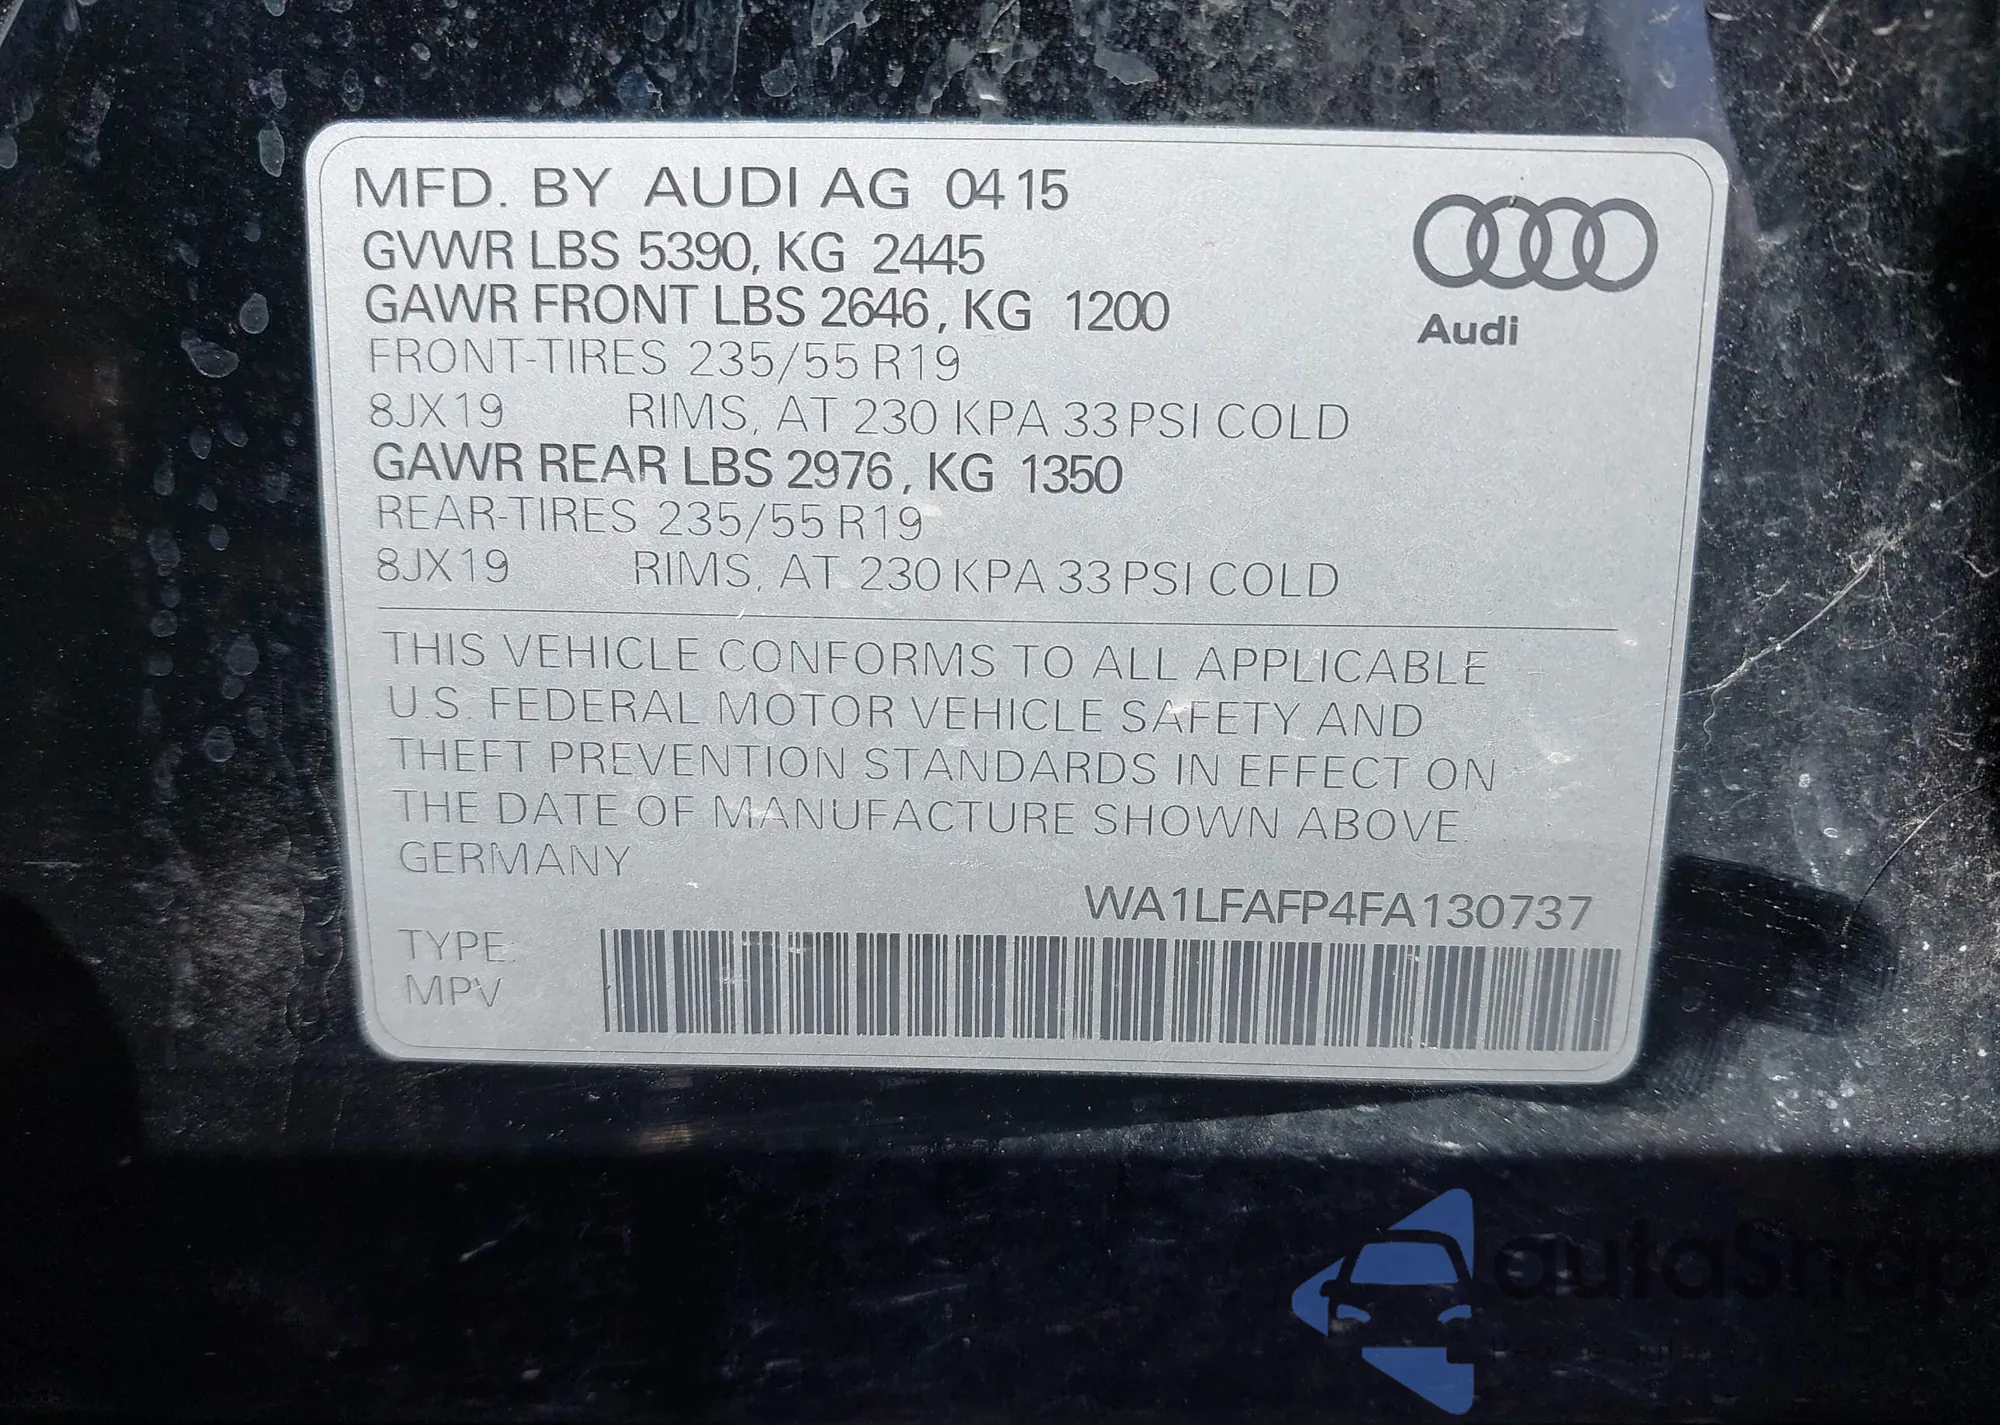 MFD. BY AUDI AG 04 15
GVWR LBS 5390, KG 2445
GAWR FRONT LBS 2646, KG 1200
FRONT-TIRES 235/55 R19
8JX19 RIMS, AT 230 KPA 33 PSI COLD
GAWR REAR LBS 2976, KG 1350
REAR-TIRES 235/55 R19
8JX19 RIMS, AT 230 KPA 33 PSI COLD
Audi
THIS VEHICLE CONFORMS TO ALL APPLICABLE
U.S. FEDERAL MOTOR VEHICLE SAFETY AND
THEFT PREVENTION STANDARDS IN EFFECT ON
THE DATE OF MANUFACTURE SHOWN ABOVE.
GERMANY
WA1LFAFP4FA130737
TYPE:
MPV
autaSnap